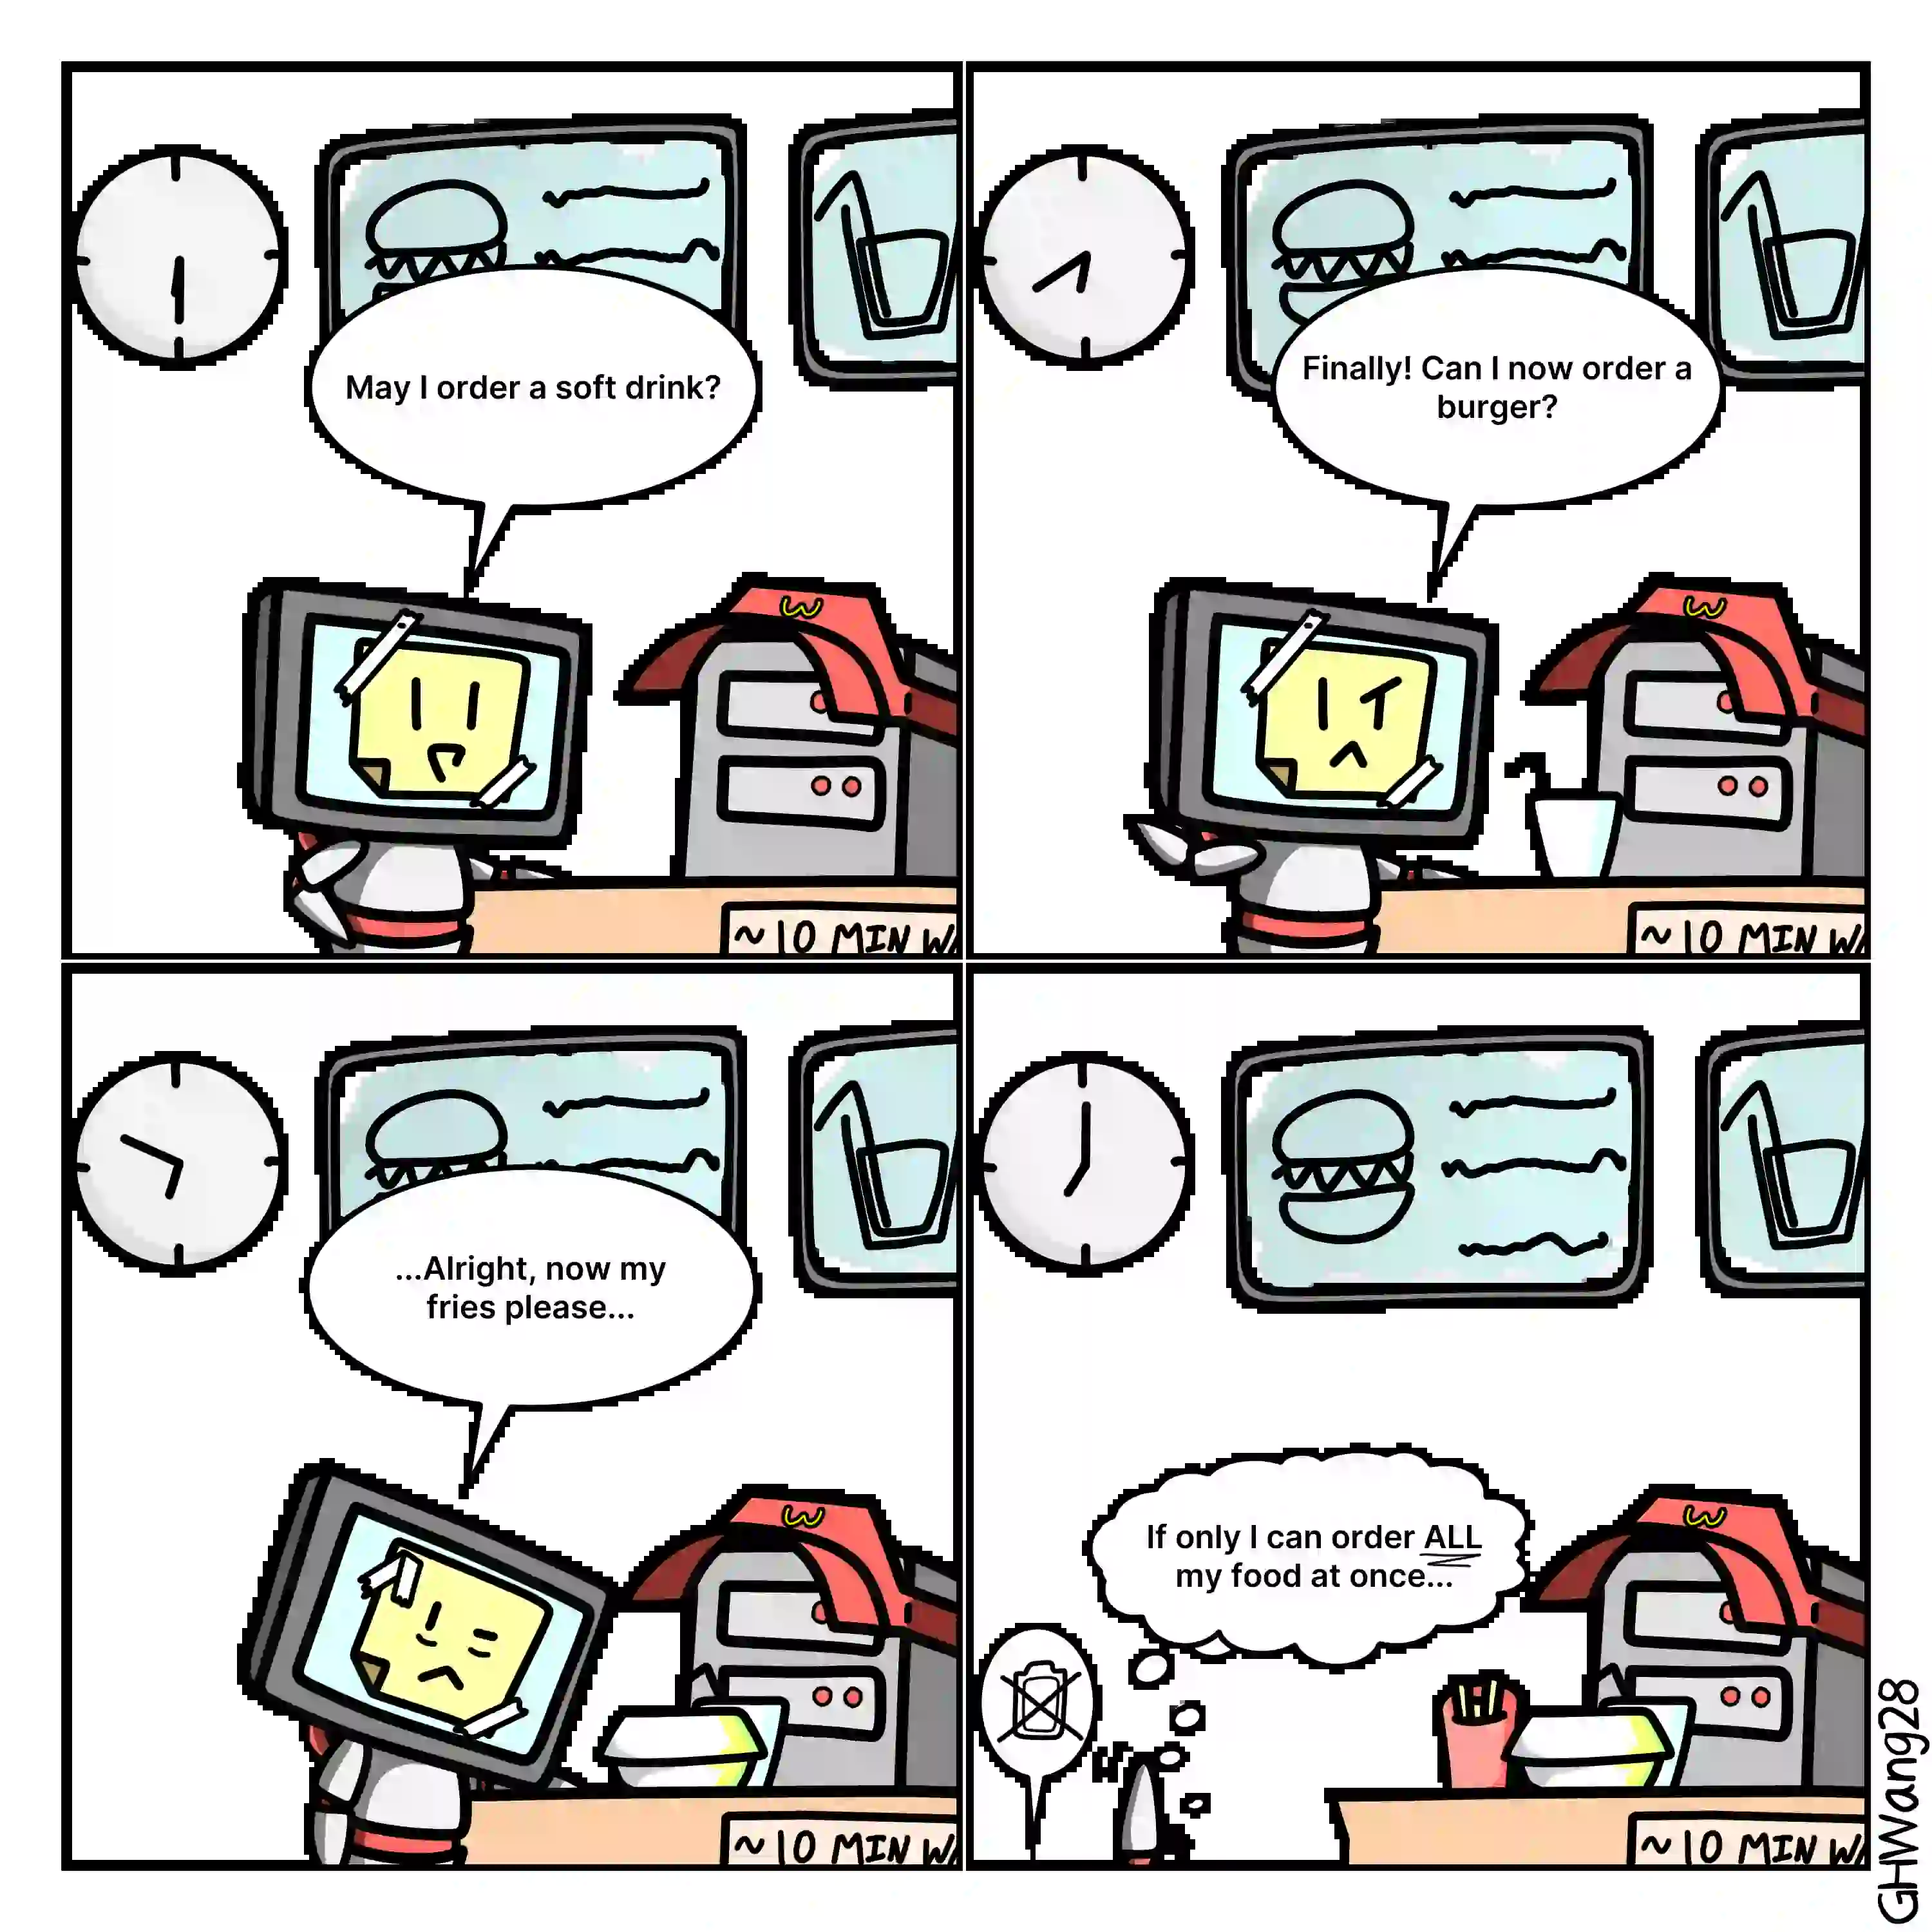 May I order a soft drink?
~10 MIN W
Finally! Can I now order a
burger?
~10 MIN W
...Alright, now my
fries please...
~10 MIN W
If only I can order ALL
my food at once...
~10 MIN W
GHWang28